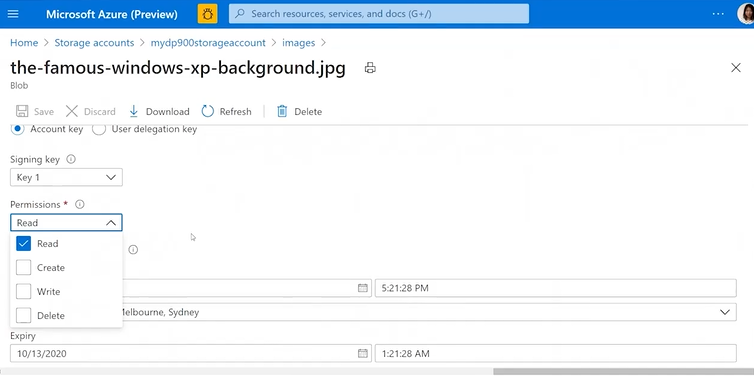 Microsoft Azure (Preview)
Search resources, services, and docs (G+/)
Home > Storage accounts > mydp900storageaccount > images >
the-famous-windows-xp-background.jpg
Blob
Save Discard Download Refresh Delete
Account key User delegation key
Signing key
Key 1
Permissions *
Read
Read
Create
Write
Delete
5:21:28 PM
Melbourne, Sydney
Expiry
10/13/2020 1:21:28 AM